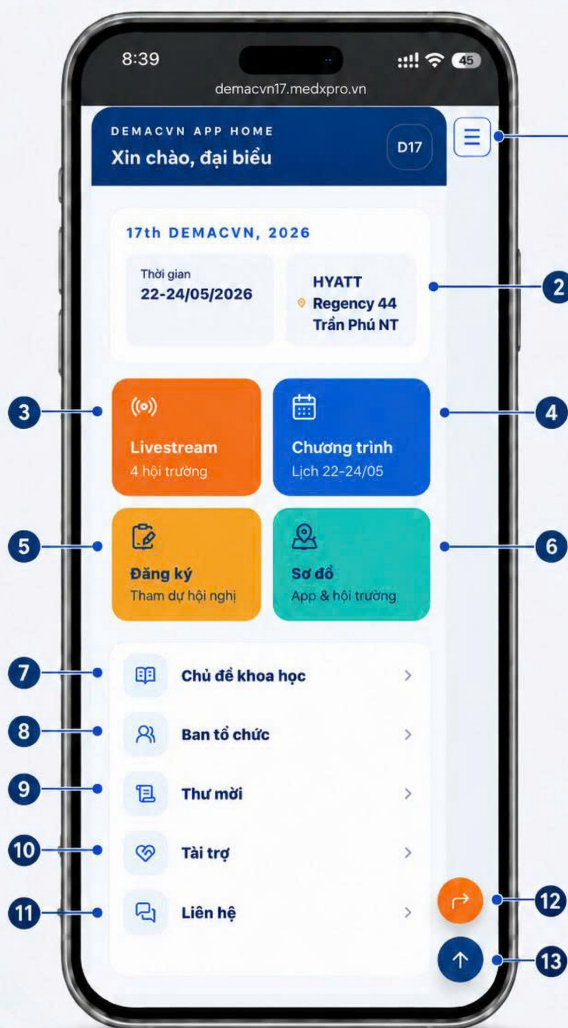 8:39
45
demacvn17.medxpro.vn
DEMACVN APP HOME
Xin chào, đại biểu
D17
17th DEMACVN, 2026
Thời gian
22-24/05/2026
HYATT
Regency 44
Trần Phú NT
2
3
Livestream
4 hội trường
Chương trình
Lịch 22-24/05
4
5
Đăng ký
Tham dự hội nghị
Sơ đồ
App & hội trường
6
7
Chủ đề khoa học
8
Ban tổ chức
9
Thư mời
10
Tài trợ
11
Liên hệ
12
13